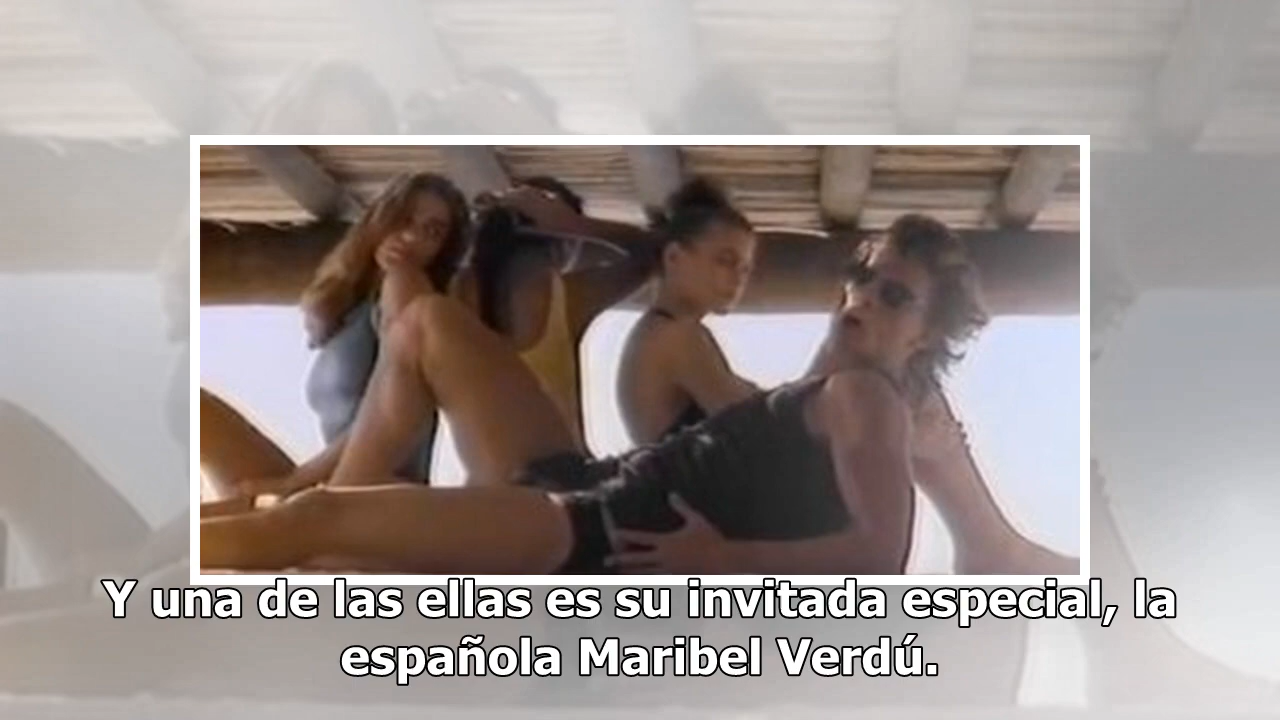 Y una de las ellas es su invitada especial, la
española Maribel Verdú.